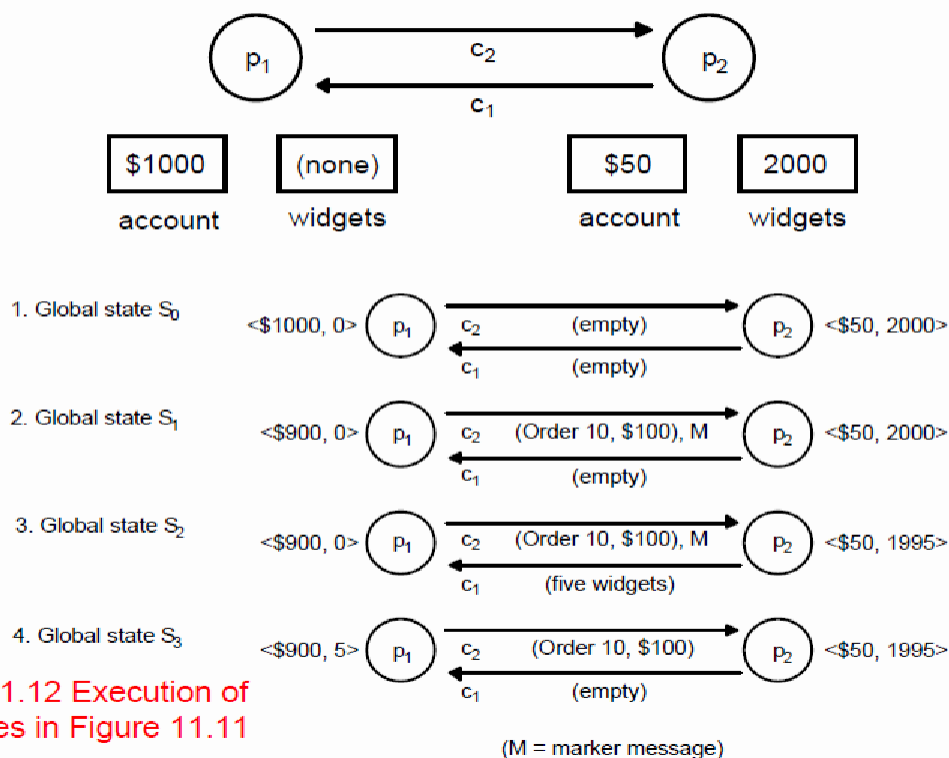 p1 c2 p2
c1
$1000 (none) $50 2000
account widgets account widgets
1. Global state S0 <$1000, 0> p1 c2 (empty) p2 <$50, 2000>
c1 (empty)
2. Global state S1 <$900, 0> p1 c2 (Order 10, $100), M p2 <$50, 2000>
c1 (empty)
3. Global state S2 <$900, 0> p1 c2 (Order 10, $100), M p2 <$50, 1995>
c1 (five widgets)
4. Global state S3 <$900, 5> p1 c2 (Order 10, $100) p2 <$50, 1995>
c1 (empty)
1.12 Execution of
es in Figure 11.11
(M = marker message)